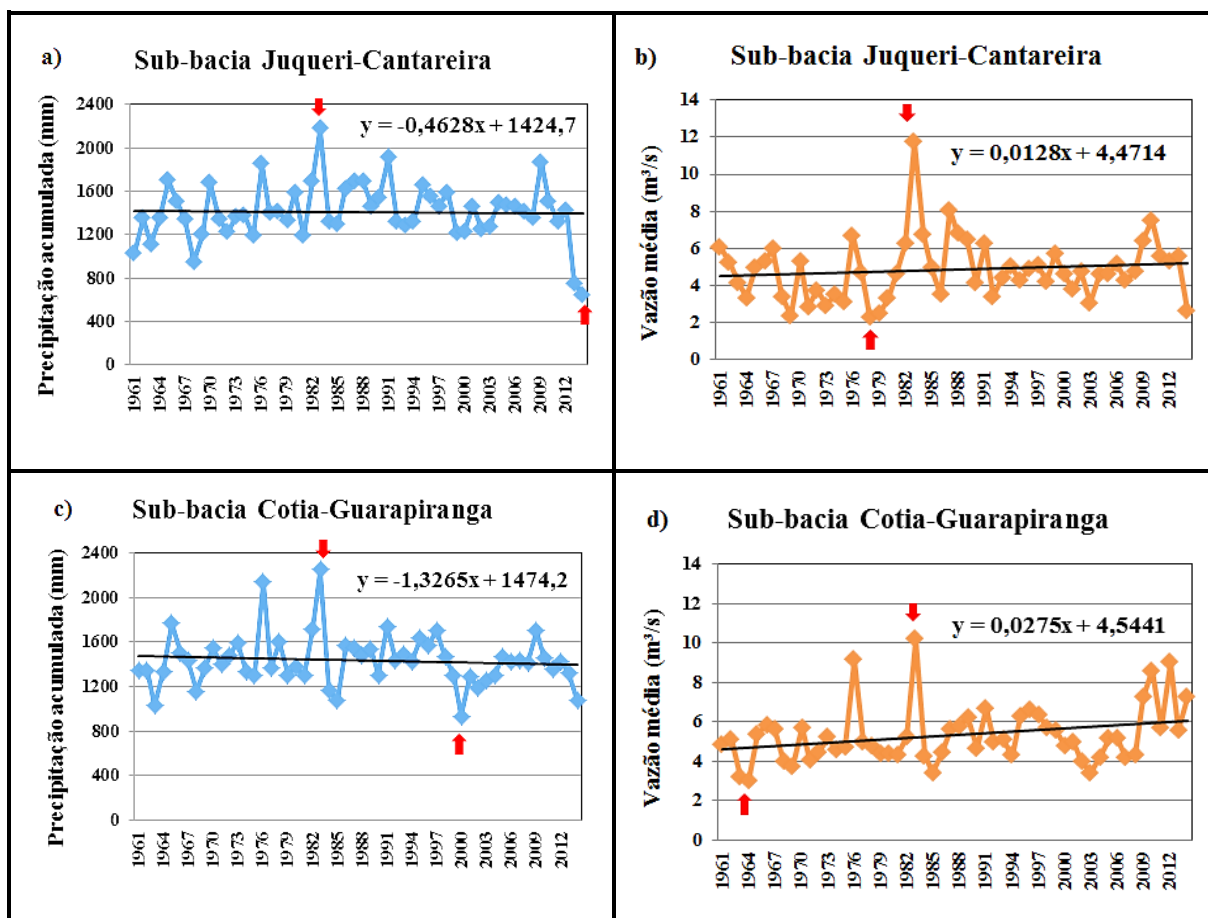 a) Sub-bacia Juqueri-Cantareira
Precipitação acumulada (mm)
2400
2000
1600
1200
800
400
0
y = -0,4628x + 1424,7
1961 1964 1967 1970 1973 1976 1979 1982 1985 1988 1991 1994 1997 2000 2003 2006 2009 2012
b) Sub-bacia Juqueri-Cantareira
Vazão média (m³/s)
14
12
10
8
6
4
2
0
y = 0,0128x + 4,4714
1961 1964 1967 1970 1973 1976 1979 1982 1985 1988 1991 1994 1997 2000 2003 2006 2009 2012
c) Sub-bacia Cotia-Guarapiranga
Precipitação acumulada (mm)
2400
2000
1600
1200
800
400
0
y = -1,3265x + 1474,2
1961 1964 1967 1970 1973 1976 1979 1982 1985 1988 1991 1994 1997 2000 2003 2006 2009 2012
d) Sub-bacia Cotia-Guarapiranga
Vazão média (m³/s)
14
12
10
8
6
4
2
0
y = 0,0275x + 4,5441
1961 1964 1967 1970 1973 1976 1979 1982 1985 1988 1991 1994 1997 2000 2003 2006 2009 2012